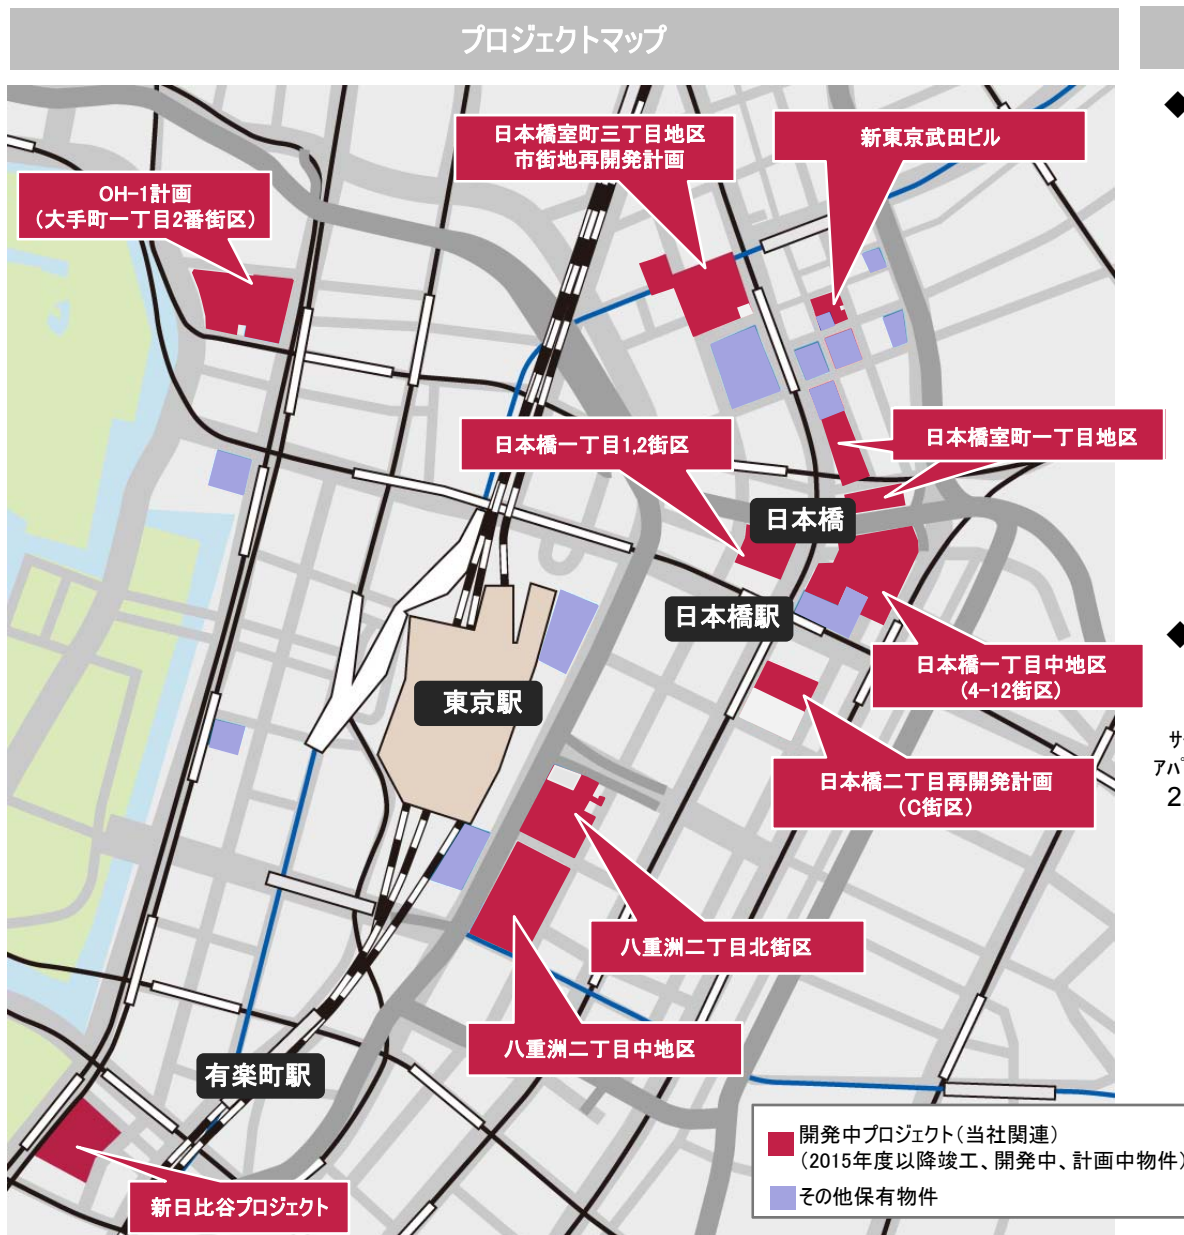 プロジェクトマップ
日本橋室町三丁目地区
市街地再開発計画
新東京武田ビル
OH-1計画
(大手町一丁目2番街区)
日本橋一丁目1,2街区
日本橋室町一丁目地区
日本橋
日本橋駅
日本橋一丁目中地区
(4-12街区)
東京駅
日本橋二丁目再開発計画
(C街区)
八重洲二丁目北街区
八重洲二丁目中地区
有楽町駅
新日比谷プロジェクト
開発中プロジェクト(当社関連)
(2015年度以降竣工、開発中、計画中物件)
その他保有物件
◆
◆
サ
アパ
2